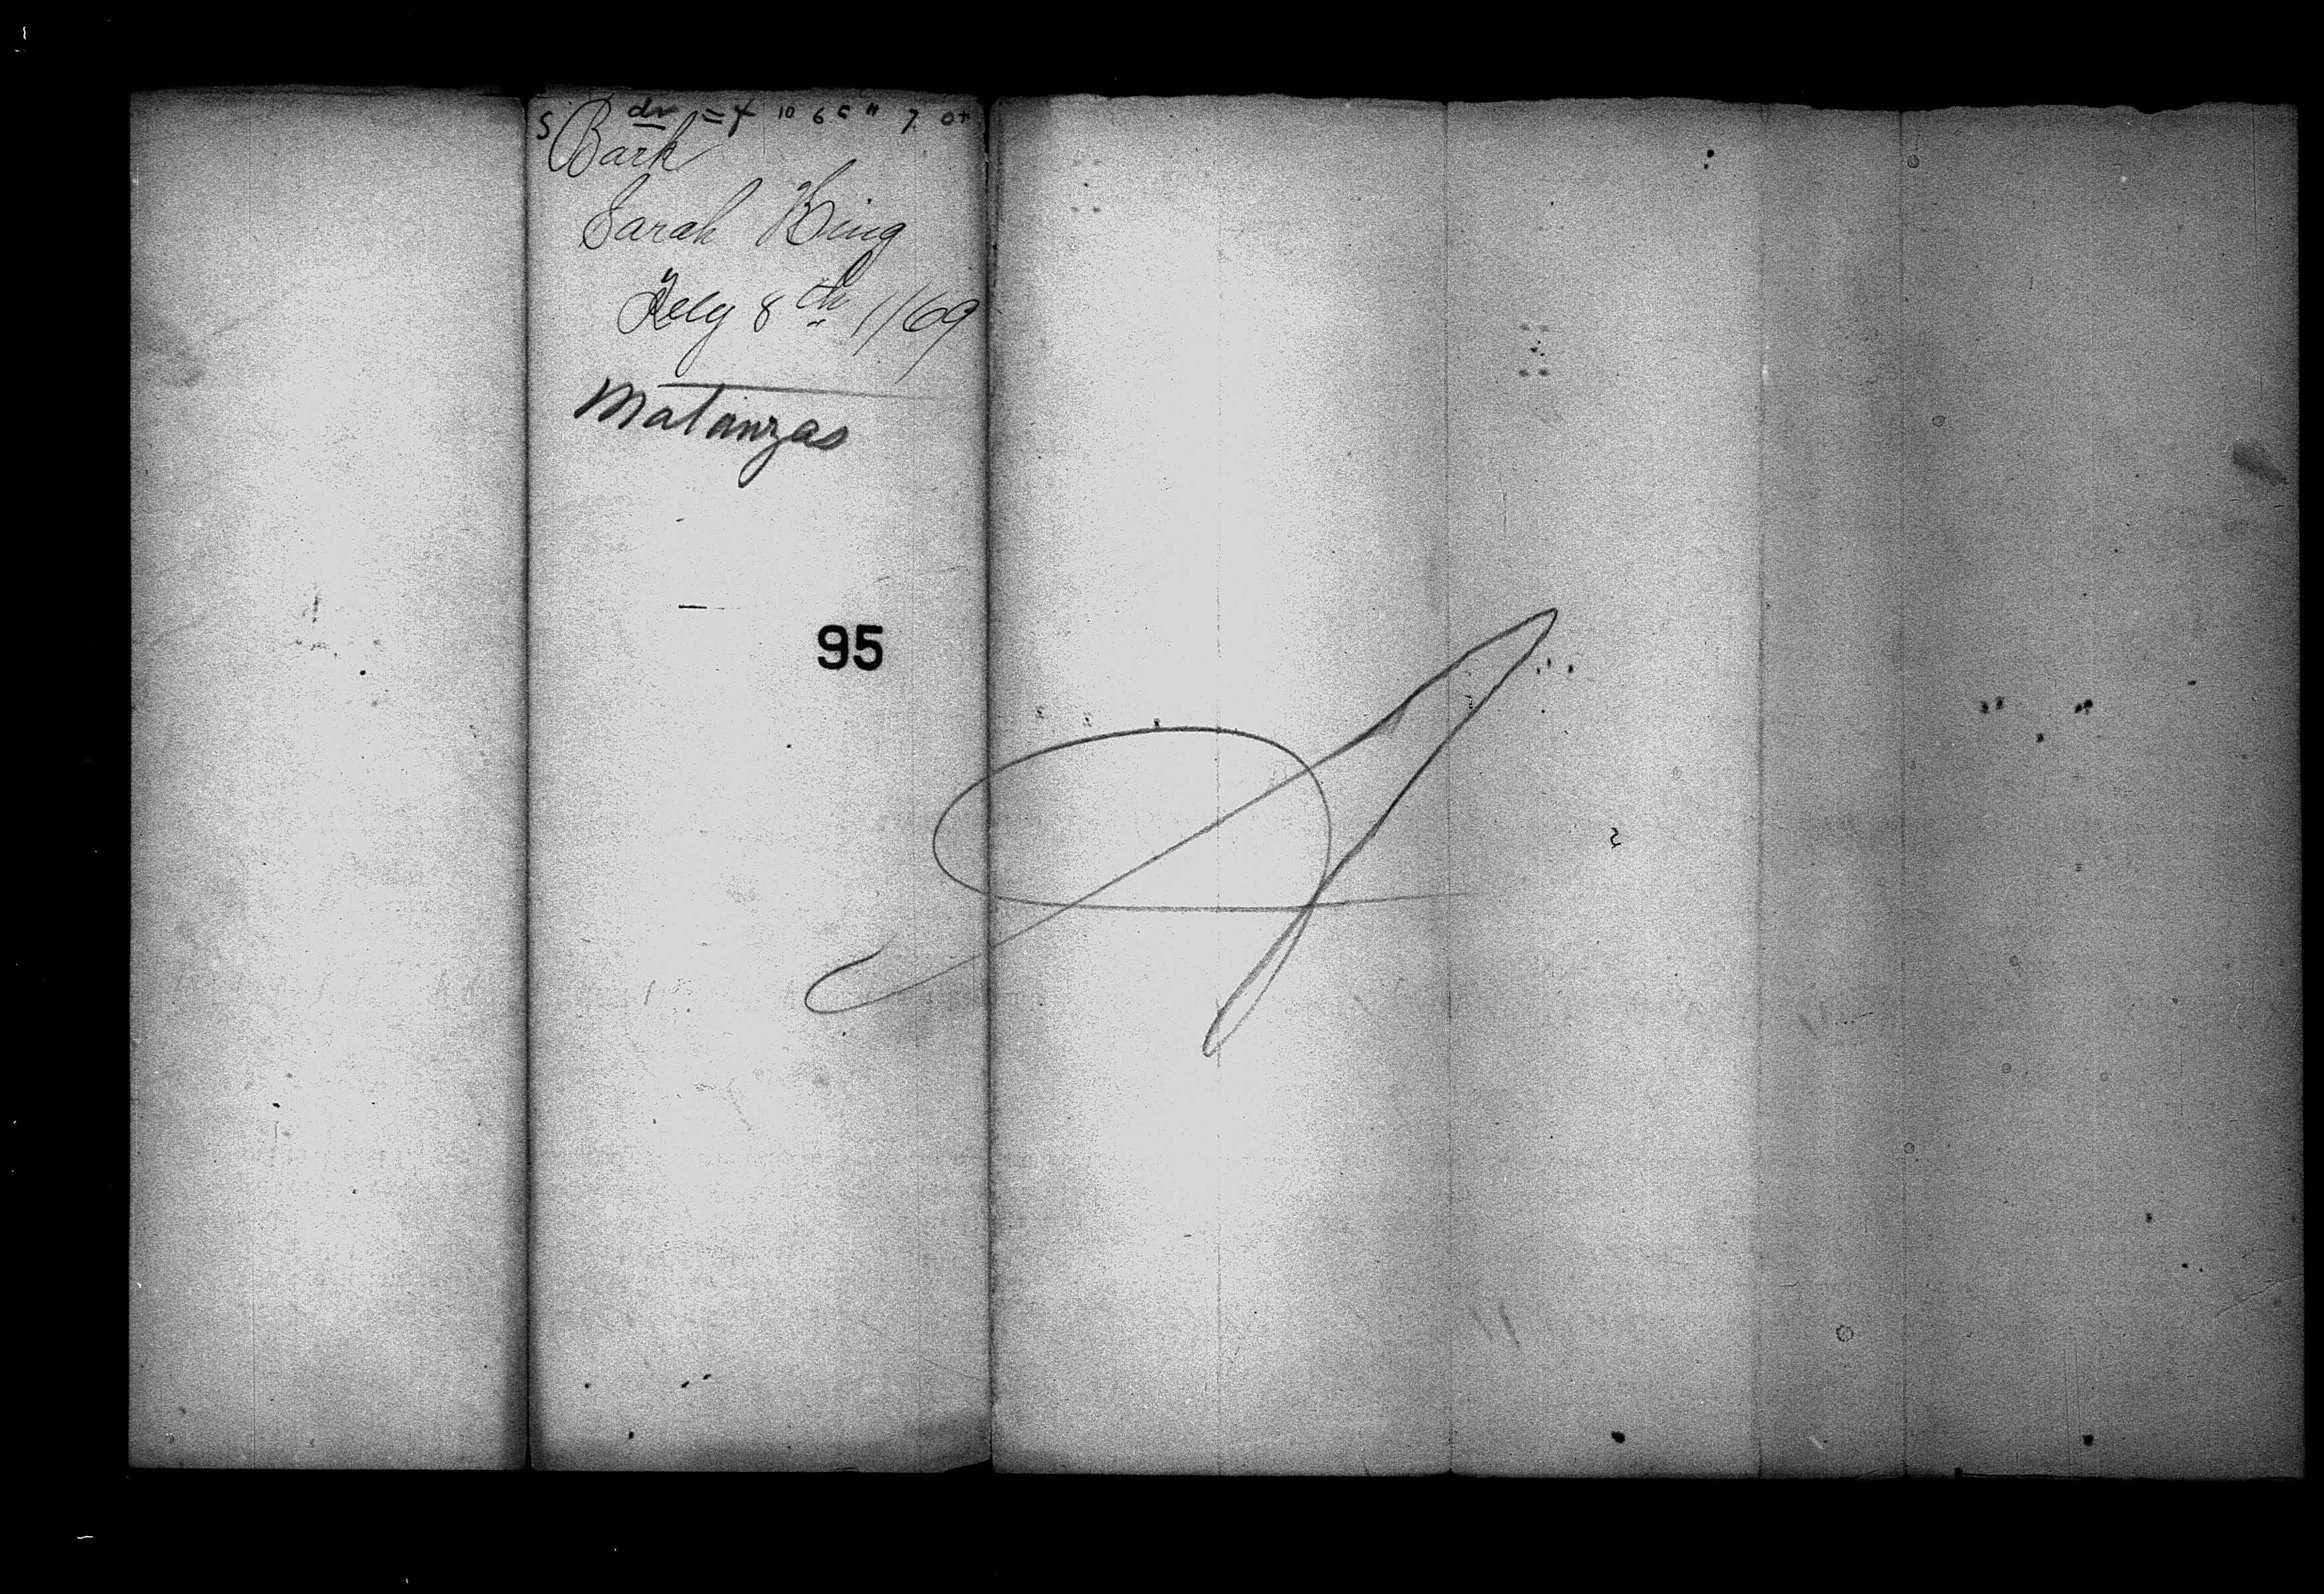 Bark
Sarah King
July 8th 1169
Matanzas
95